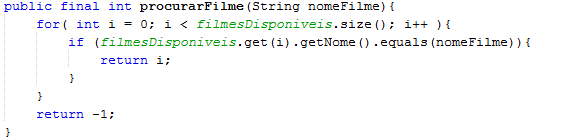 public final int procurarFilme(String nomeFilme){
    for( int i = 0; i < filmesDisponiveis.size(); i++ ){
        if (filmesDisponiveis.get(i).getNome().equals(nomeFilme)){
            return i;
        }
    }
    return -1;
}